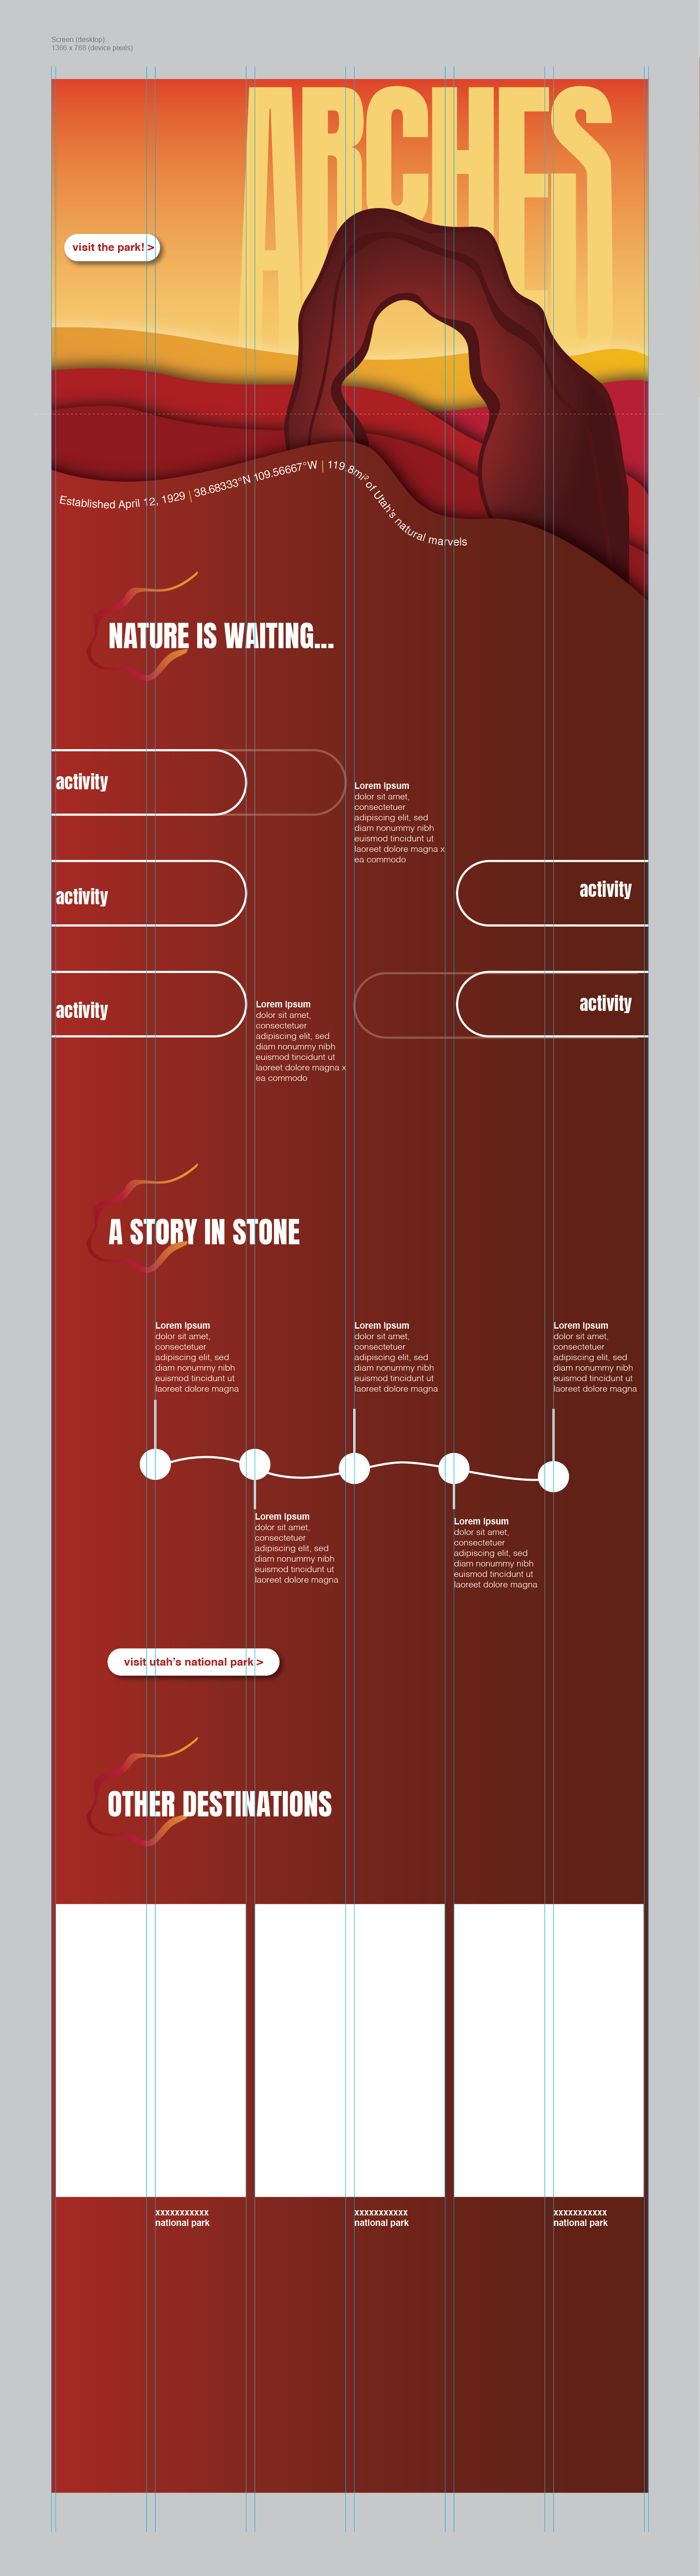 Screen (desktop):
1366 x 768 (device pixels)
ARCHES
visit the park! >
Established April 12, 1929 | 38.68333°N 109.56667°W | 119.8mi² of Utah's natural marvels
NATURE IS WAITING...
activity
Lorem Ipsum
dolor sit amet,
consectetuer
adipiscing elit, sed
diam nonummy nibh
euismod tincidunt ut
laoreet dolore magna x
ea commodo
activity
activity
activity
Lorem Ipsum
dolor sit amet,
consectetuer
adipiscing elit, sed
diam nonummy nibh
euismod tincidunt ut
laoreet dolore magna x
ea commodo
activity
A STORY IN STONE
Lorem Ipsum
dolor sit amet,
consectetuer
adipiscing elit, sed
diam nonummy nibh
euismod tincidunt ut
laoreet dolore magna
Lorem Ipsum
dolor sit amet,
consectetuer
adipiscing elit, sed
diam nonummy nibh
euismod tincidunt ut
laoreet dolore magna
Lorem Ipsum
dolor sit amet,
consectetuer
adipiscing elit, sed
diam nonummy nibh
euismod tincidunt ut
laoreet dolore magna
Lorem Ipsum
dolor sit amet,
consectetuer
adipiscing elit, sed
diam nonummy nibh
euismod tincidunt ut
laoreet dolore magna
Lorem Ipsum
dolor sit amet,
consectetuer
adipiscing elit, sed
diam nonummy nibh
euismod tincidunt ut
laoreet dolore magna
visit utah's national park >
OTHER DESTINATIONS
xxxxxxxxxxx
national park
xxxxxxxxxxx
national park
xxxxxxxxxxx
national park